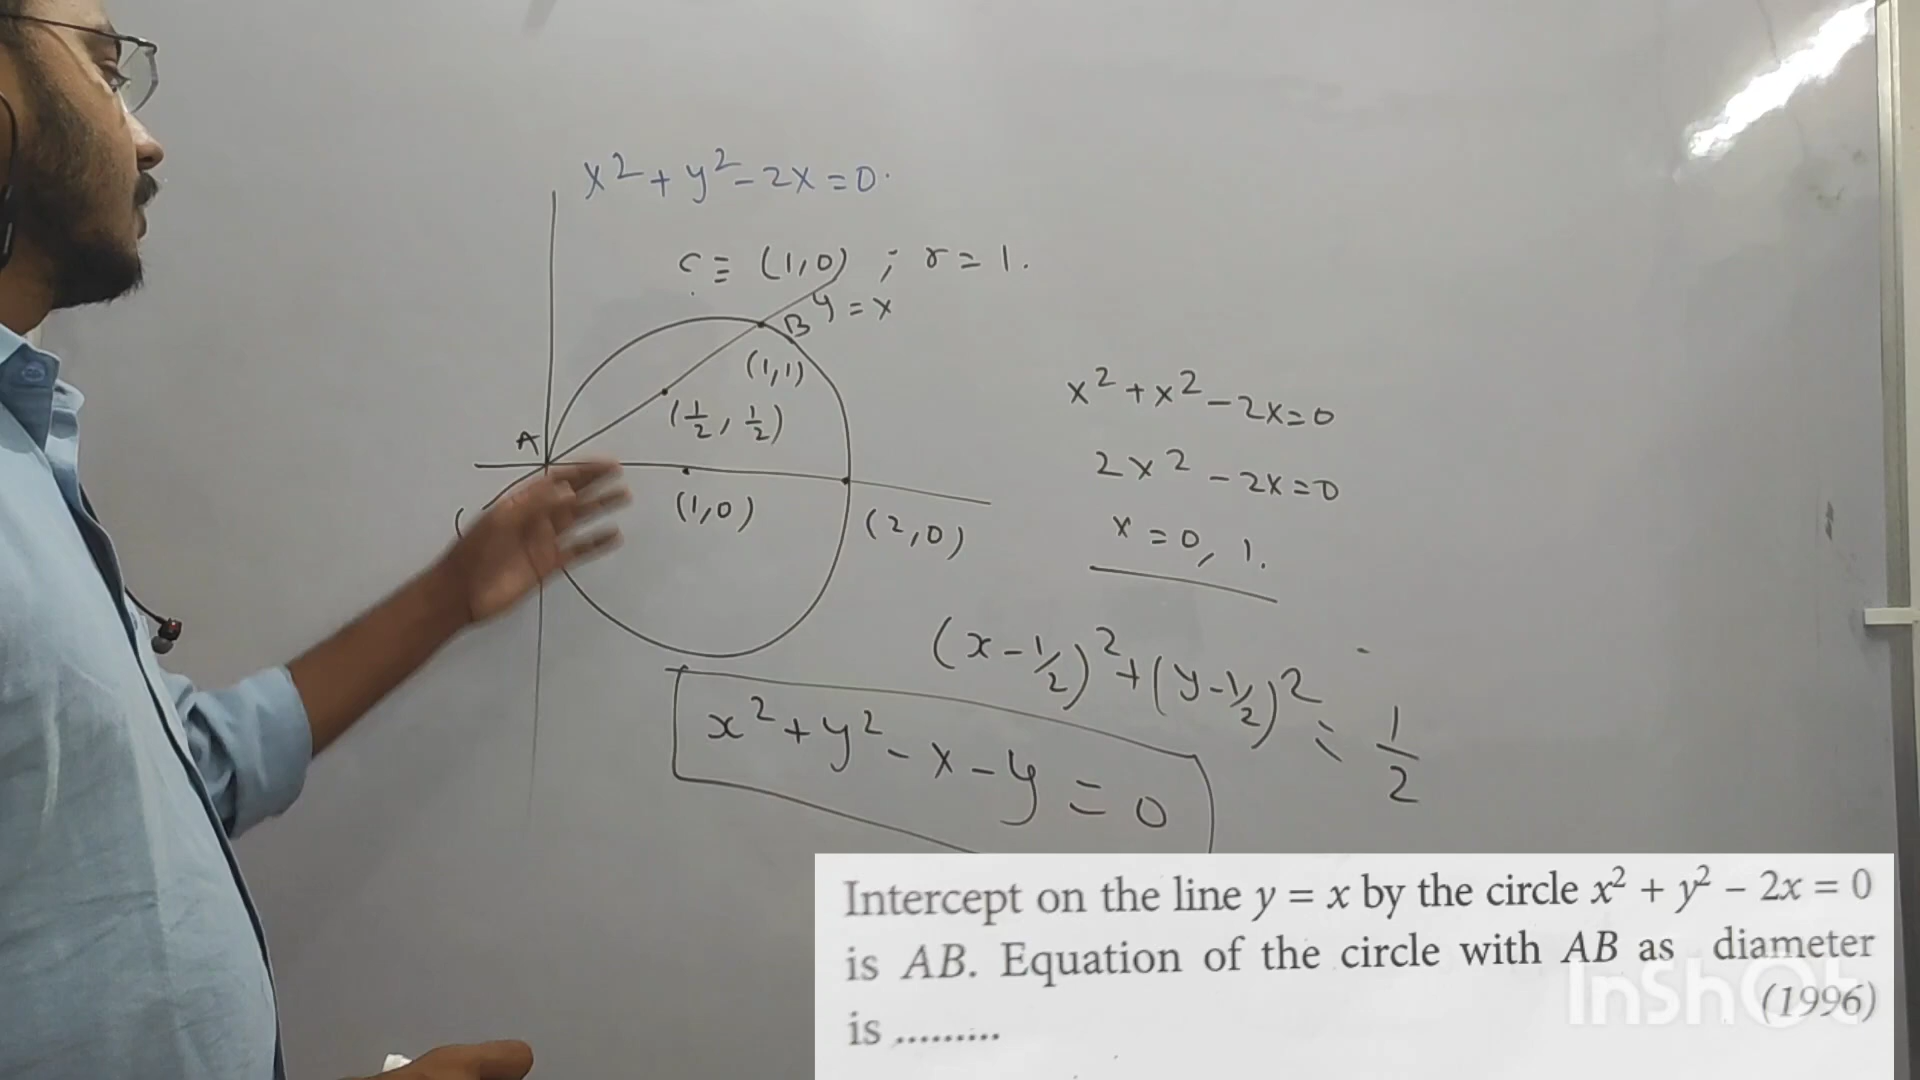 x² + y² - 2x = 0.
C ≡ (1,0) ; r = 1.
y = x
B
(1,1)
(1/2, 1/2)
A
(1,0)
(2,0)
x² + x² - 2x = 0
2x² - 2x = 0
x = 0, 1.
(x - 1/2)² + (y - 1/2)² = 1/2
x² + y² - x - y = 0
Intercept on the line y = x by the circle x² + y² – 2x = 0
is AB. Equation of the circle with AB as diameter
is .........
(1996)
InShOt